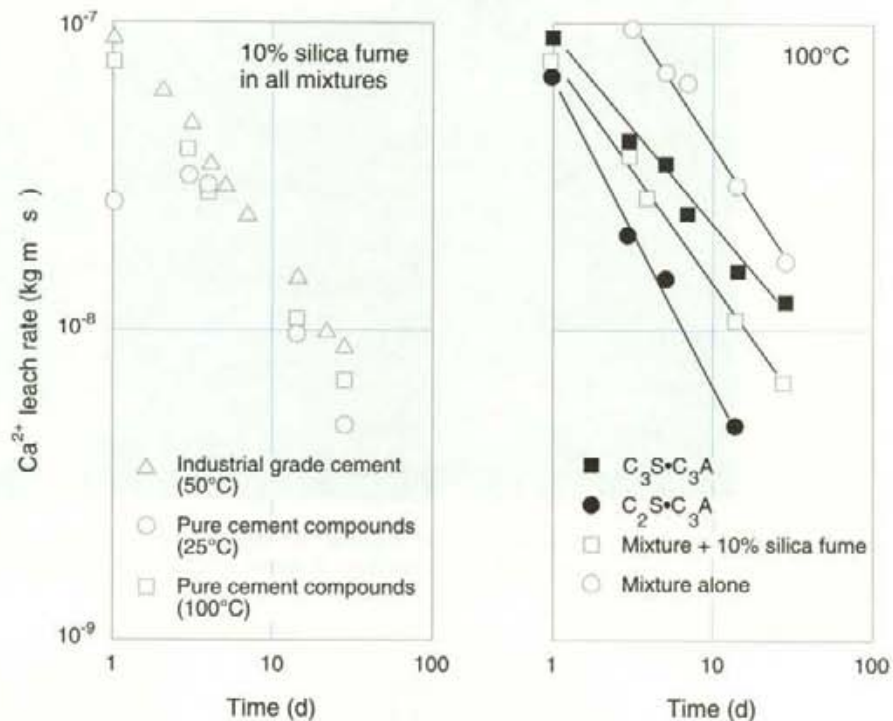 10% silica fume
in all mixtures
100°C
Ca²⁺ leach rate (kg m⁻ s )
10⁻⁷
10⁻⁸
10⁻⁹
△ Industrial grade cement
(50°C)
○ Pure cement compounds
(25°C)
□ Pure cement compounds
(100°C)
■ C₃S•C₃A
● C₂S•C₃A
□ Mixture + 10% silica fume
○ Mixture alone
1 10 100
1 10 100
Time (d)
Time (d)